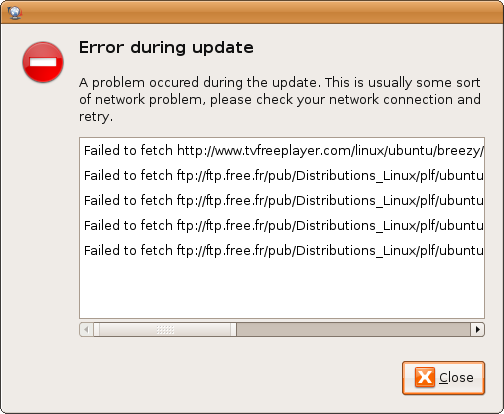 Error during update
A problem occured during the update. This is usually some sort
of network problem, please check your network connection and
retry.
Failed to fetch http://www.tvfreeplayer.com/linux/ubuntu/breezy/
Failed to fetch ftp://ftp.free.fr/pub/Distributions_Linux/plf/ubuntu
Failed to fetch ftp://ftp.free.fr/pub/Distributions_Linux/plf/ubuntu
Failed to fetch ftp://ftp.free.fr/pub/Distributions_Linux/plf/ubuntu
Failed to fetch ftp://ftp.free.fr/pub/Distributions_Linux/plf/ubuntu
Close